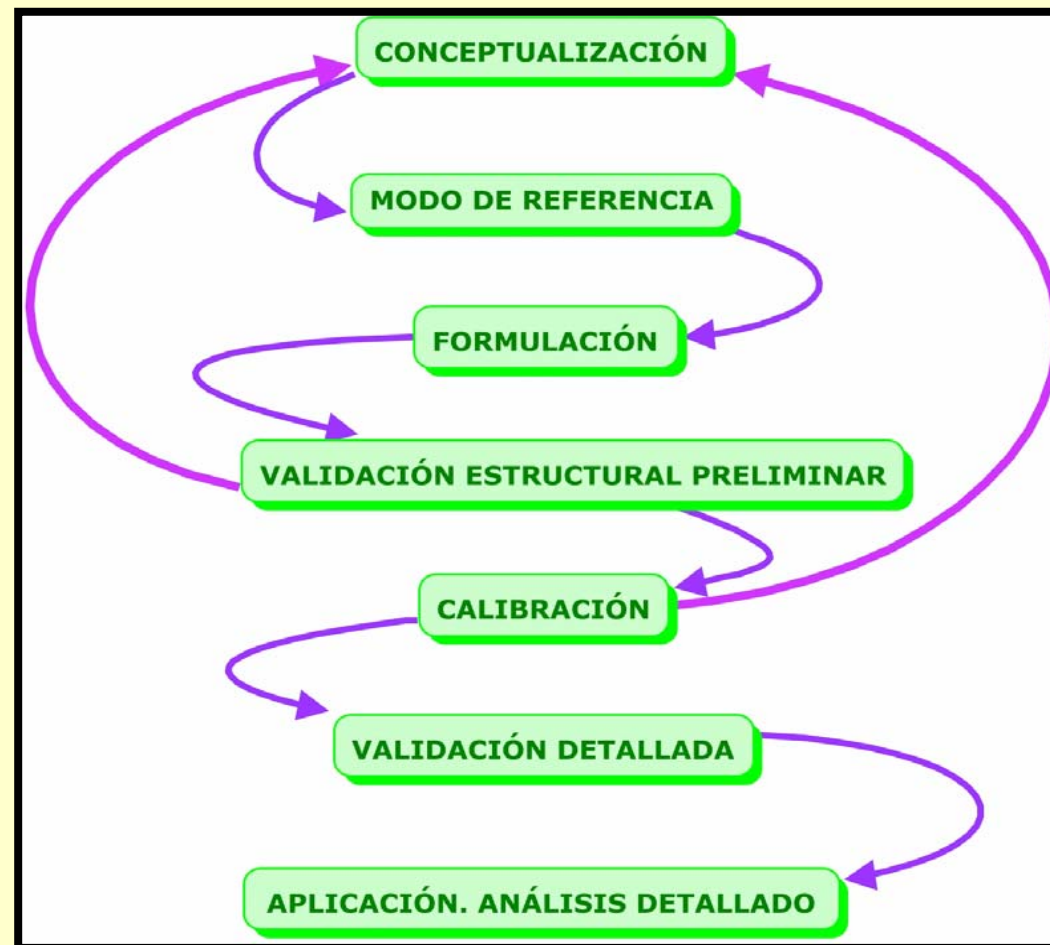 CONCEPTUALIZACIÓN
MODO DE REFERENCIA
FORMULACIÓN
VALIDACIÓN ESTRUCTURAL PRELIMINAR
CALIBRACIÓN
VALIDACIÓN DETALLADA
APLICACIÓN. ANÁLISIS DETALLADO